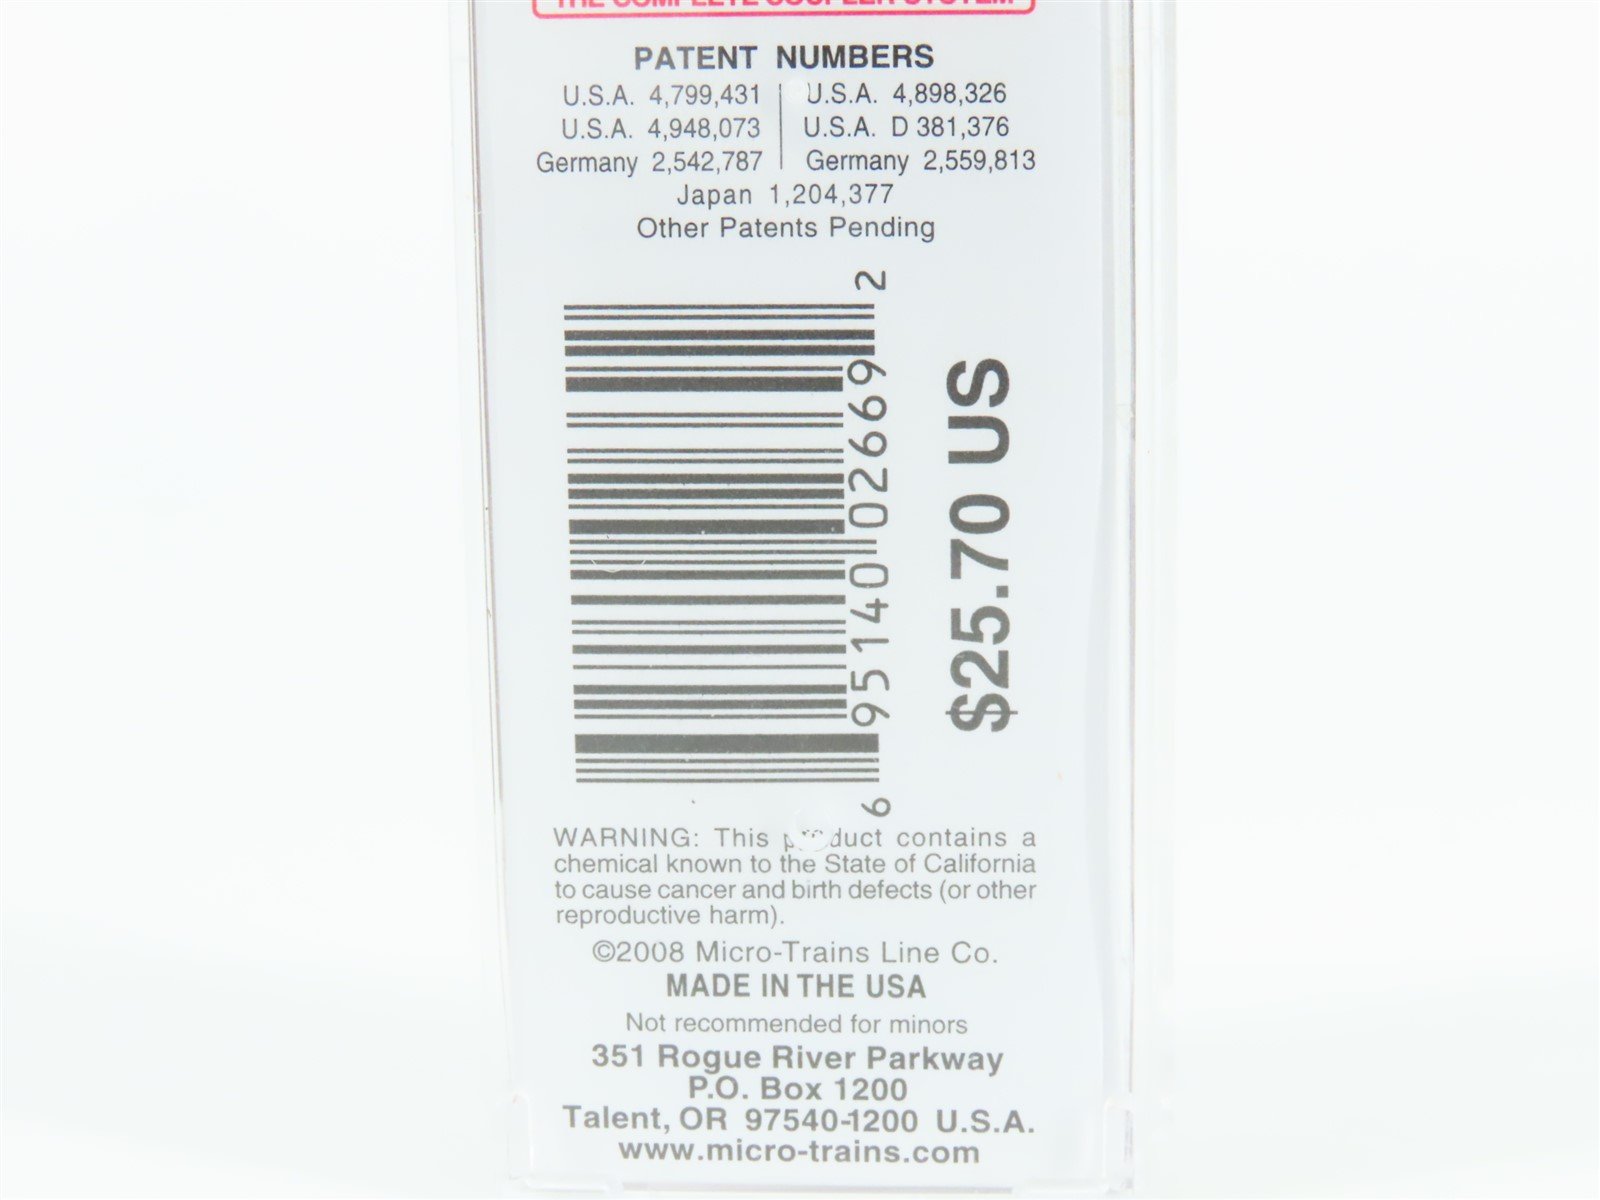 THE COMPLETE COUPLER SYSTEM
PATENT NUMBERS
U.S.A. 4,799,431 U.S.A. 4,898,326
U.S.A. 4,948,073 U.S.A. D 381,376
Germany 2,542,787 Germany 2,559,813
Japan 1,204,377
Other Patents Pending
6 95140 02669 2
$25.70 US
WARNING: This product contains a
chemical known to the State of California
to cause cancer and birth defects (or other
reproductive harm).
©2008 Micro-Trains Line Co.
MADE IN THE USA
Not recommended for minors
351 Rogue River Parkway
P.O. Box 1200
Talent, OR 97540-1200 U.S.A.
www.micro-trains.com